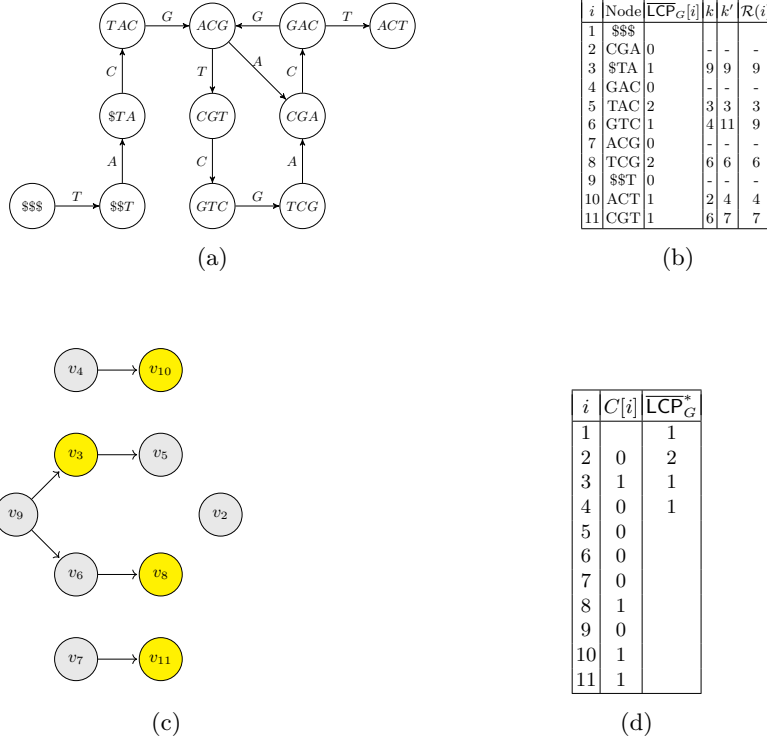 TAC G ACG G GAC T ACT
C T A C
$TA CGT CGA
A C A
$$$ T $$T GTC G TCG
(a)
i Node LCP_G[i] k k′ R(i
1 $$$
2 CGA 0 - - -
3 $TA 1 9 9 9
4 GAC 0 - - -
5 TAC 2 3 3 3
6 GTC 1 4 11 9
7 ACG 0 - - -
8 TCG 2 6 6 6
9 $$T 0 - - -
10 ACT 1 2 4 4
11 CGT 1 6 7 7
(b)
v4 v10
v3 v5
v9 v2
v6 v8
v7 v11
(c)
i C[i] LCP*_G
1 1
2 0 2
3 1 1
4 0 1
5 0
6 0
7 0
8 1
9 0
10 1
11 1
(d)